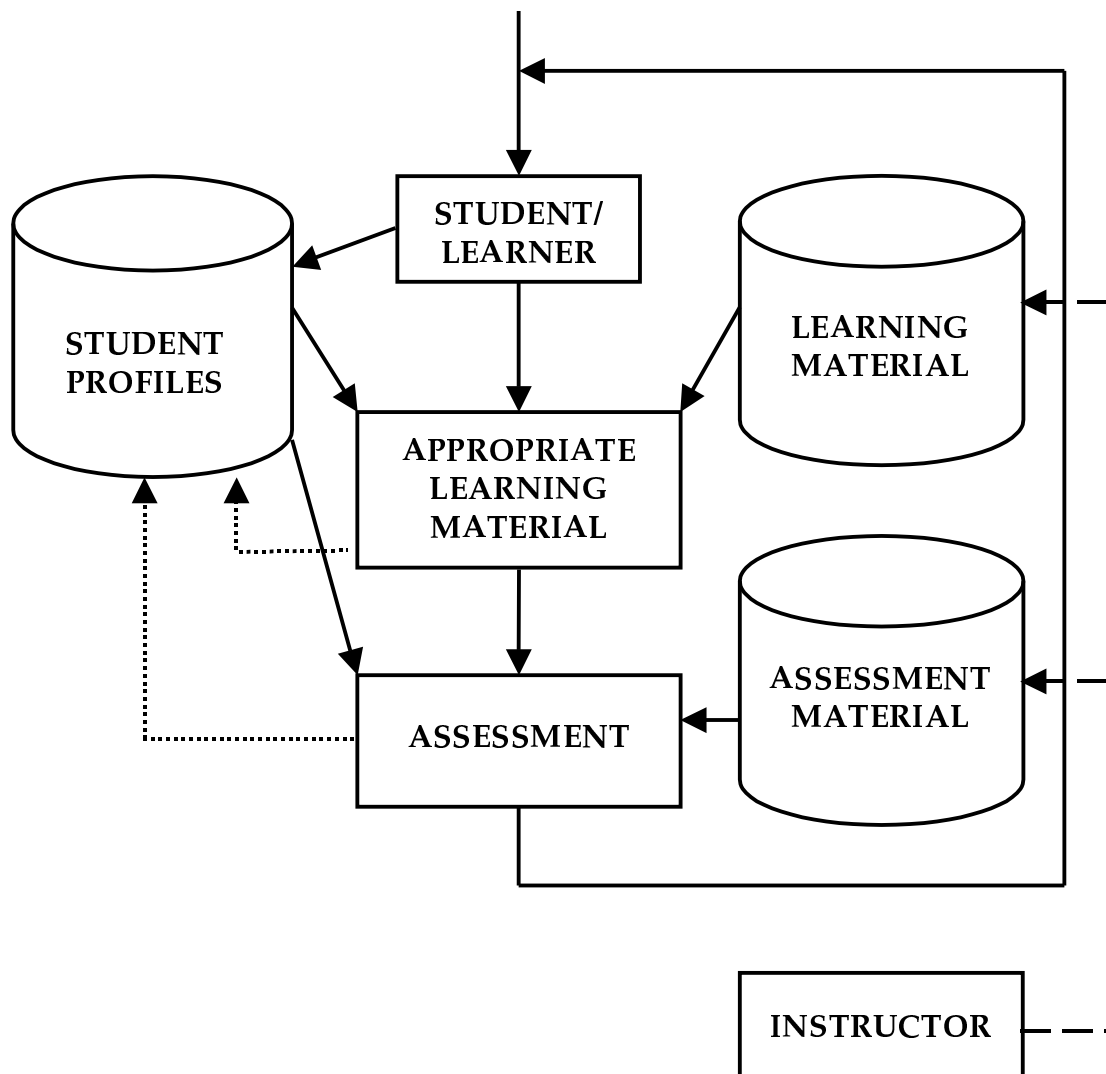 STUDENT/
LEARNER
STUDENT
PROFILES
LEARNING
MATERIAL
APPROPRIATE
LEARNING
MATERIAL
ASSESSMENT
MATERIAL
ASSESSMENT
INSTRUCTOR